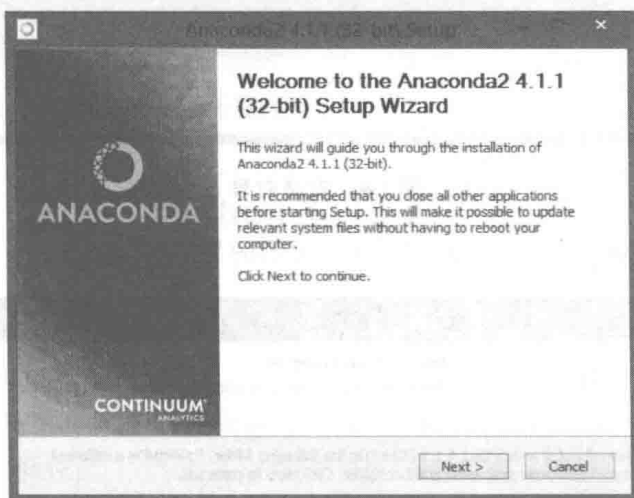 Anaconda2 4.1.1 (32-bit) Setup
Welcome to the Anaconda2 4.1.1
(32-bit) Setup Wizard
This wizard will guide you through the installation of
Anaconda2 4.1.1 (32-bit).
It is recommended that you close all other applications
before starting Setup. This will make it possible to update
relevant system files without having to reboot your
computer.
Click Next to continue.
ANACONDA
CONTINUUM
ANALYTICS
Next >
Cancel